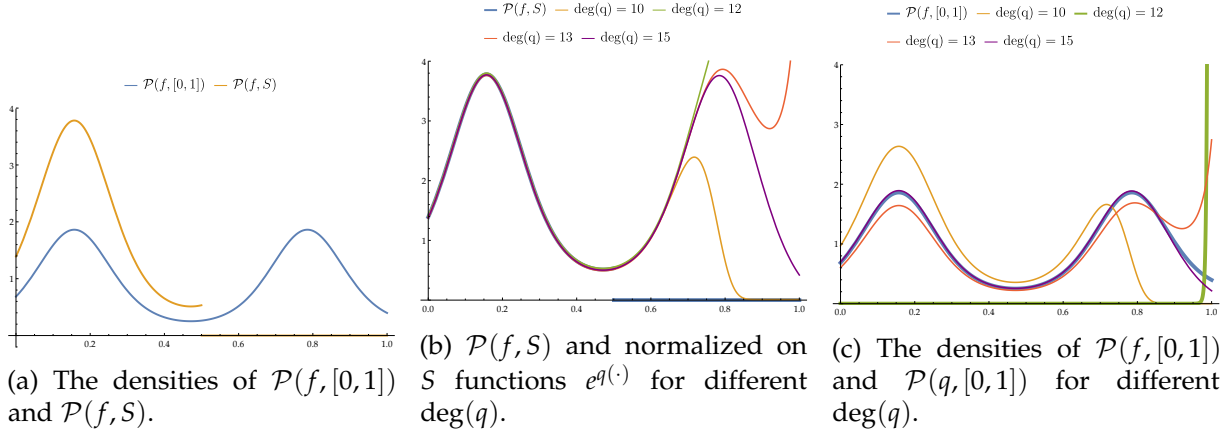 — P(f,[0,1]) — P(f,S)
4
3
2
1
0.2 0.4 0.6 0.8 1.0
(a) The densities of P(f,[0,1])
and P(f,S).
P(f,S) deg(q) = 10 deg(q) = 12
deg(q) = 13 deg(q) = 15
4
3
2
1
0.0 0.2 0.4 0.6 0.8 1.0
(b) P(f,S) and normalized on
S functions e^{q(·)} for different
deg(q).
P(f,[0,1]) deg(q) = 10 deg(q) = 12
deg(q) = 13 deg(q) = 15
4
3
2
1
0.0 0.2 0.4 0.6 0.8 1.0
(c) The densities of P(f,[0,1])
and P(q,[0,1]) for different
deg(q).